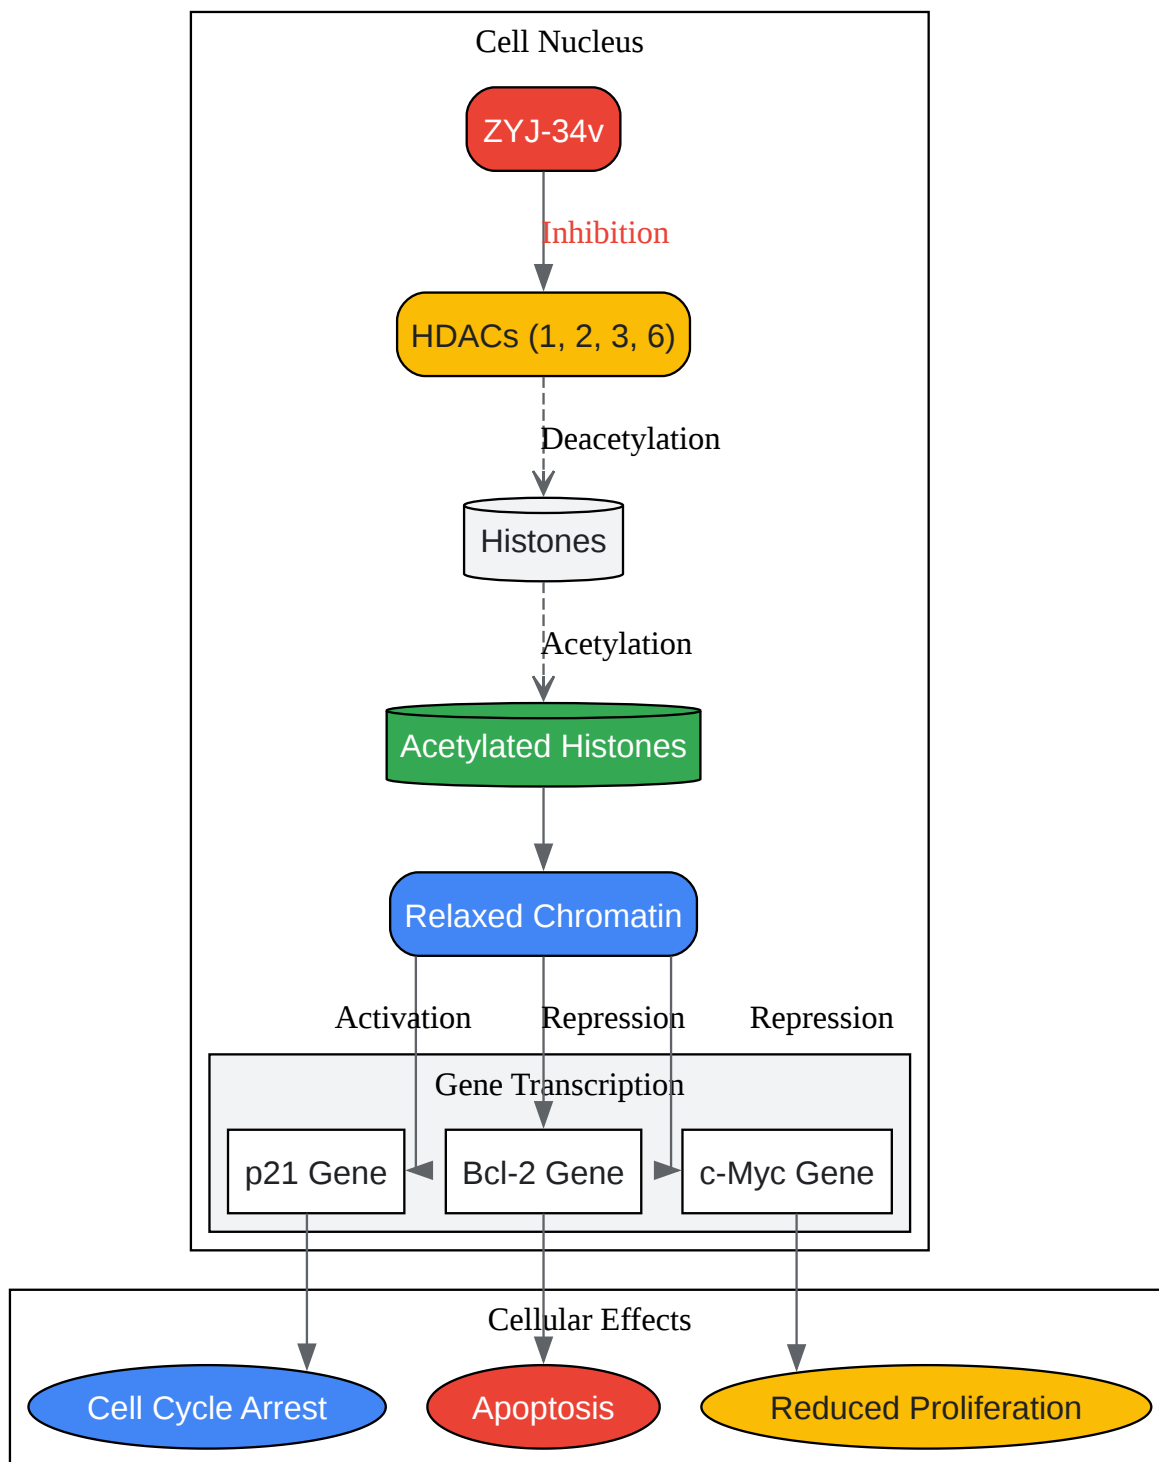 Cell Nucleus
ZYJ-34v
Inhibition
HDACs (1, 2, 3, 6)
Deacetylation
Histones
Acetylation
Acetylated Histones
Relaxed Chromatin
Activation
Repression
Repression
Gene Transcription
p21 Gene
Bcl-2 Gene
c-Myc Gene
Cellular Effects
Cell Cycle Arrest
Apoptosis
Reduced Proliferation